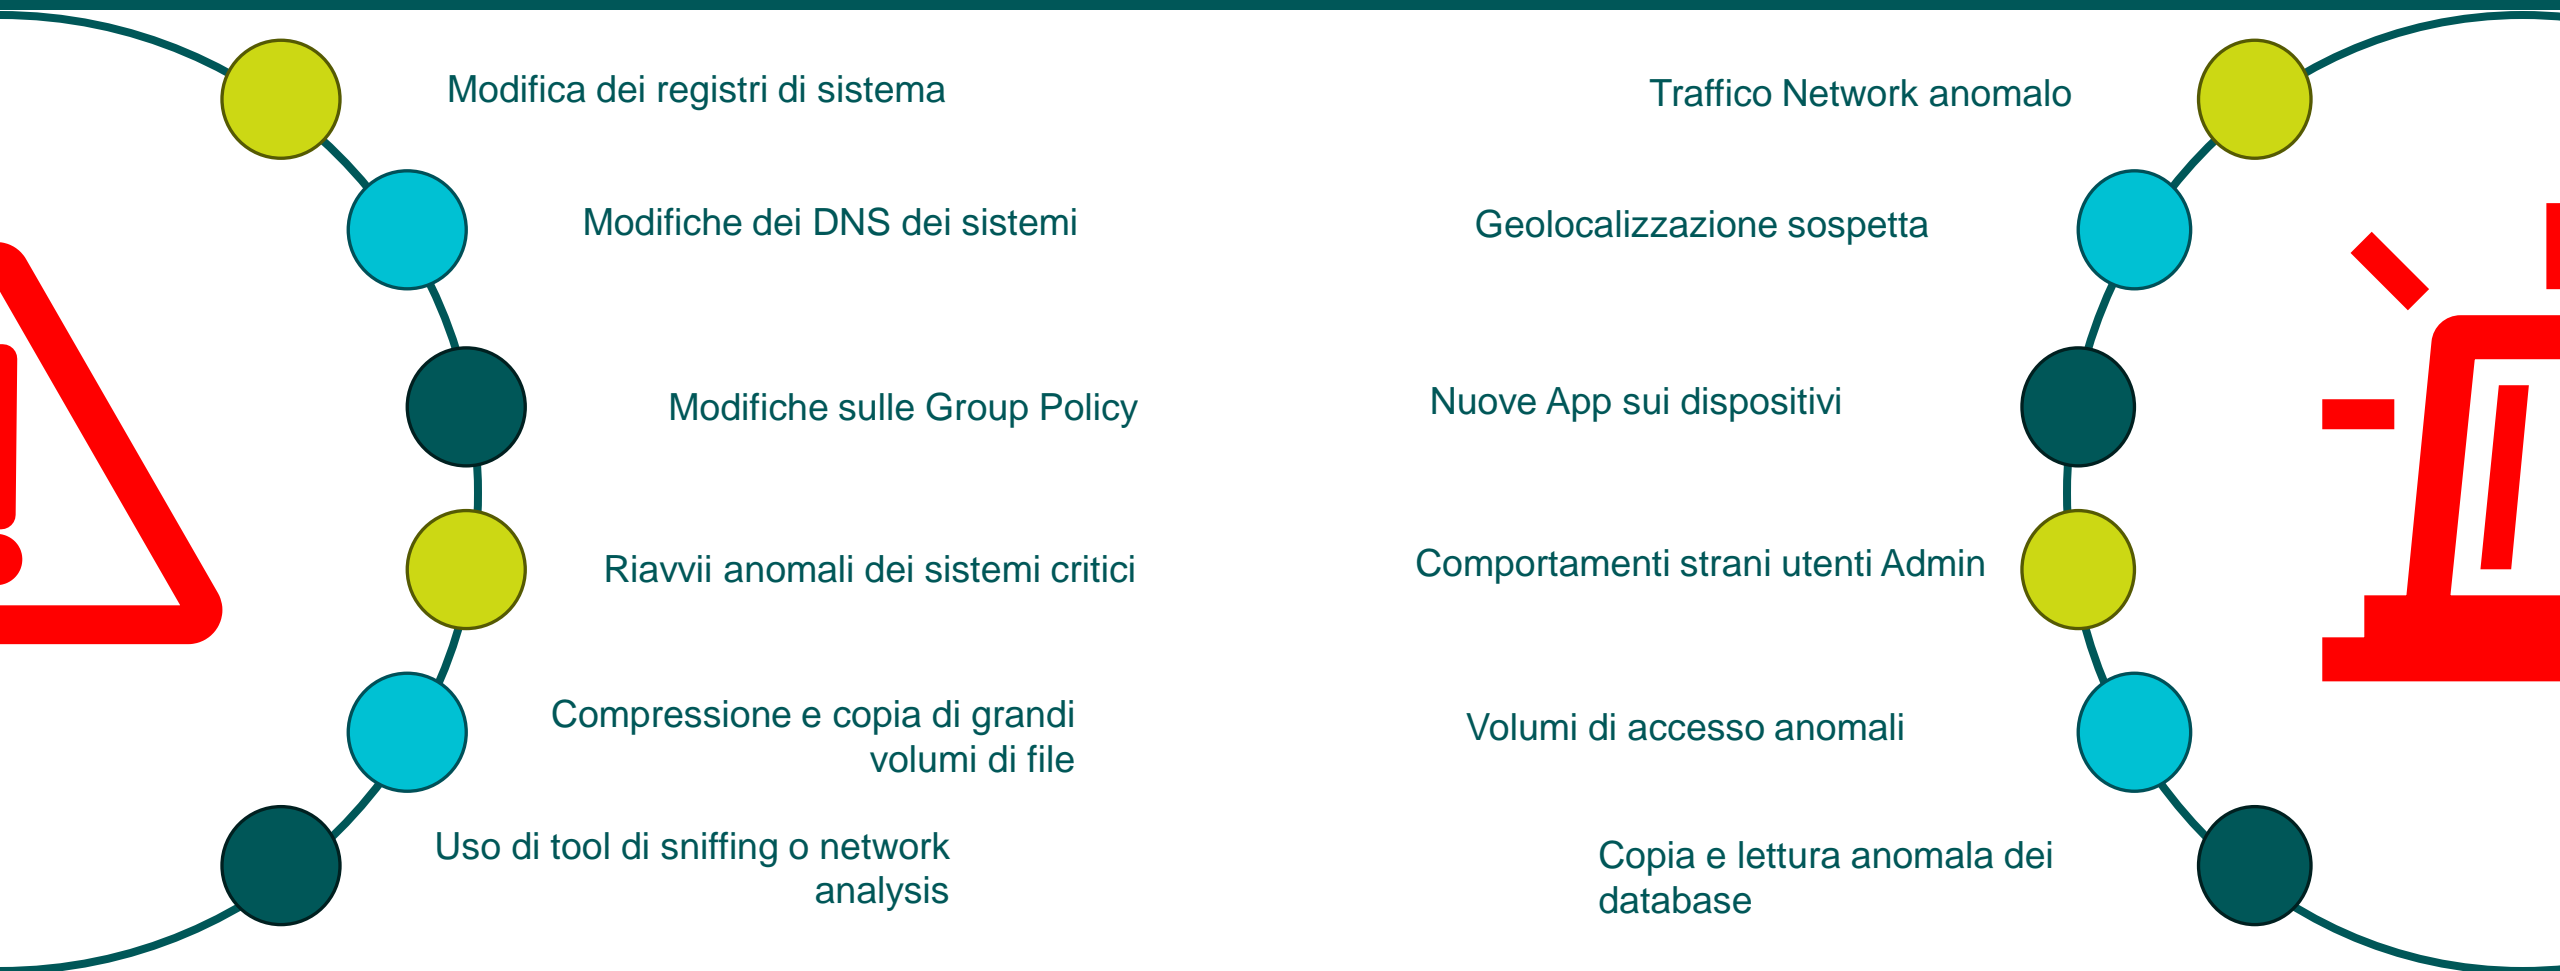 Modifica dei registri di sistema
Modifiche dei DNS dei sistemi
Modifiche sulle Group Policy
Riavvii anomali dei sistemi critici
Compressione e copia di grandi
volumi di file
Uso di tool di sniffing o network
analysis
Traffico Network anomalo
Geolocalizzazione sospetta
Nuove App sui dispositivi
Comportamenti strani utenti Admin
Volumi di accesso anomali
Copia e lettura anomala dei
database